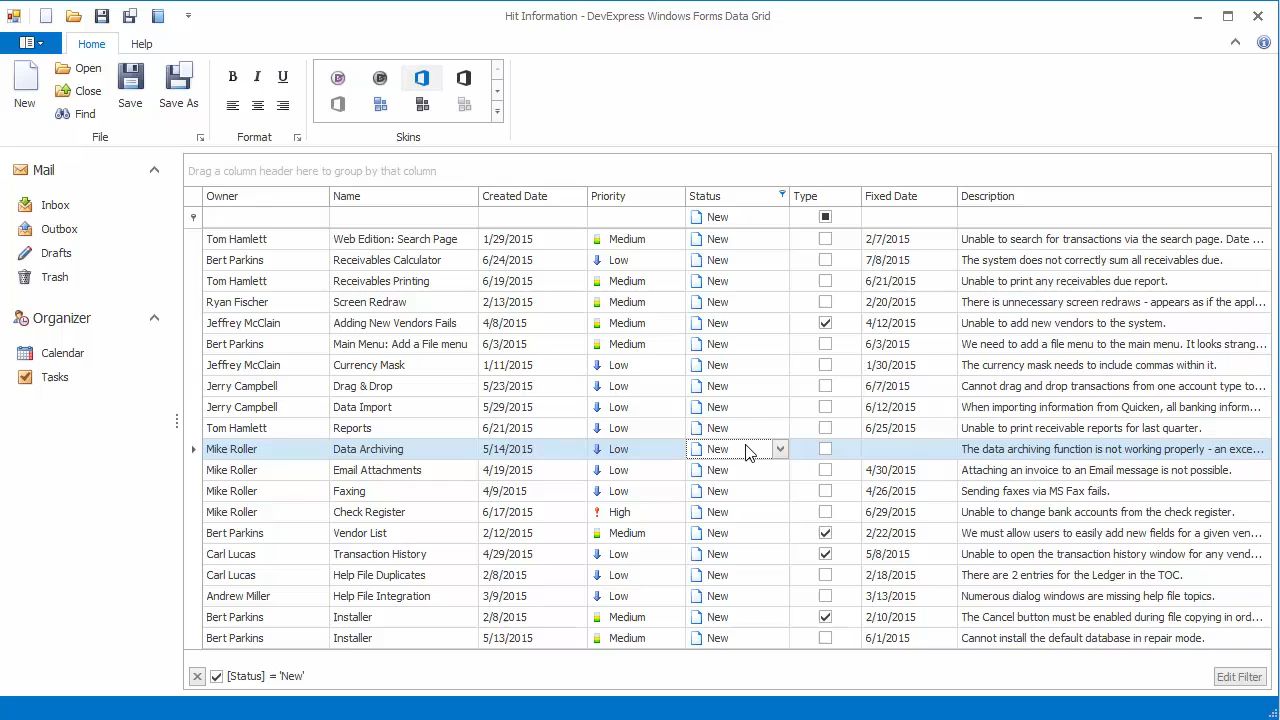 Hit Information - DevExpress Windows Forms Data Grid
Home Help
New Open Close Find Save Save As
B I U
File Format Skins
Mail
Inbox
Outbox
Drafts
Trash
Organizer
Calendar
Tasks
Drag a column header here to group by that column
Owner Name Created Date Priority Status Type Fixed Date Description
New
Tom Hamlett Web Edition: Search Page 1/29/2015 Medium New 2/7/2015 Unable to search for transactions via the search page. Date ...
Bert Parkins Receivables Calculator 6/24/2015 Low New 7/8/2015 The system does not correctly sum all receivables due.
Tom Hamlett Receivables Printing 6/19/2015 Medium New 6/21/2015 Unable to print any receivables due report.
Ryan Fischer Screen Redraw 2/13/2015 Medium New 2/20/2015 There is unnecessary screen redraws - appears as if the appl...
Jeffrey McClain Adding New Vendors Fails 4/8/2015 Medium New 4/12/2015 Unable to add new vendors to the system.
Bert Parkins Main Menu: Add a File menu 6/3/2015 Medium New 6/3/2015 We need to add a file menu to the main menu. It looks strang...
Jeffrey McClain Currency Mask 1/11/2015 Low New 1/30/2015 The currency mask needs to include commas within it.
Jerry Campbell Drag & Drop 5/23/2015 Low New 6/7/2015 Cannot drag and drop transactions from one account type to...
Jerry Campbell Data Import 5/29/2015 Low New 6/12/2015 When importing information from Quicken, all banking inform...
Tom Hamlett Reports 6/21/2015 Low New 6/25/2015 Unable to print receivable reports for last quarter.
Mike Roller Data Archiving 5/14/2015 Low New The data archiving function is not working properly - an exce...
Mike Roller Email Attachments 4/19/2015 Low New 4/30/2015 Attaching an invoice to an Email message is not possible.
Mike Roller Faxing 4/9/2015 Low New 4/26/2015 Sending faxes via MS Fax fails.
Mike Roller Check Register 6/17/2015 High New 6/29/2015 Unable to change bank accounts from the check register.
Bert Parkins Vendor List 2/12/2015 Medium New 2/22/2015 We must allow users to easily add new fields for a given ven...
Carl Lucas Transaction History 4/29/2015 Low New 5/8/2015 Unable to open the transaction history window for any vend...
Carl Lucas Help File Duplicates 2/8/2015 Low New 2/18/2015 There are 2 entries for the Ledger in the TOC.
Andrew Miller Help File Integration 3/9/2015 Low New 3/13/2015 Numerous dialog windows are missing help file topics.
Bert Parkins Installer 2/8/2015 Medium New 2/10/2015 The Cancel button must be enabled during file copying in ord...
Bert Parkins Installer 5/13/2015 Medium New 6/1/2015 Cannot install the default database in repair mode.
[Status] = 'New' Edit Filter